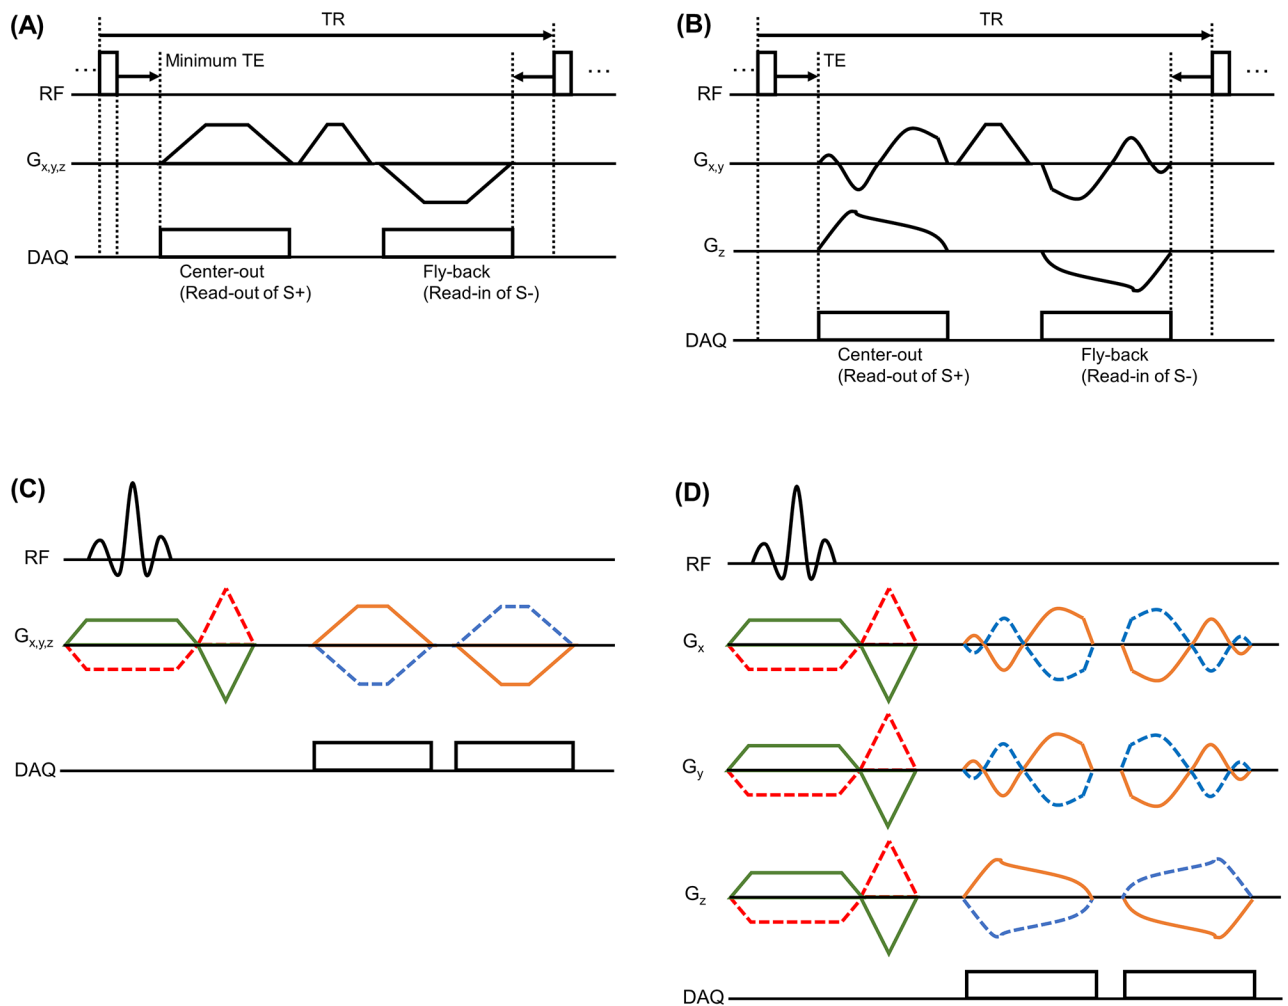 (A)
TR
Minimum TE
... ...
RF
Gx,y,z
DAQ
Center-out
(Read-out of S+)
Fly-back
(Read-in of S-)
(B)
TR
TE
... ...
RF
Gx,y
Gz
DAQ
Center-out
(Read-out of S+)
Fly-back
(Read-in of S-)
(C)
RF
Gx,y,z
DAQ
(D)
RF
Gx
Gy
Gz
DAQ